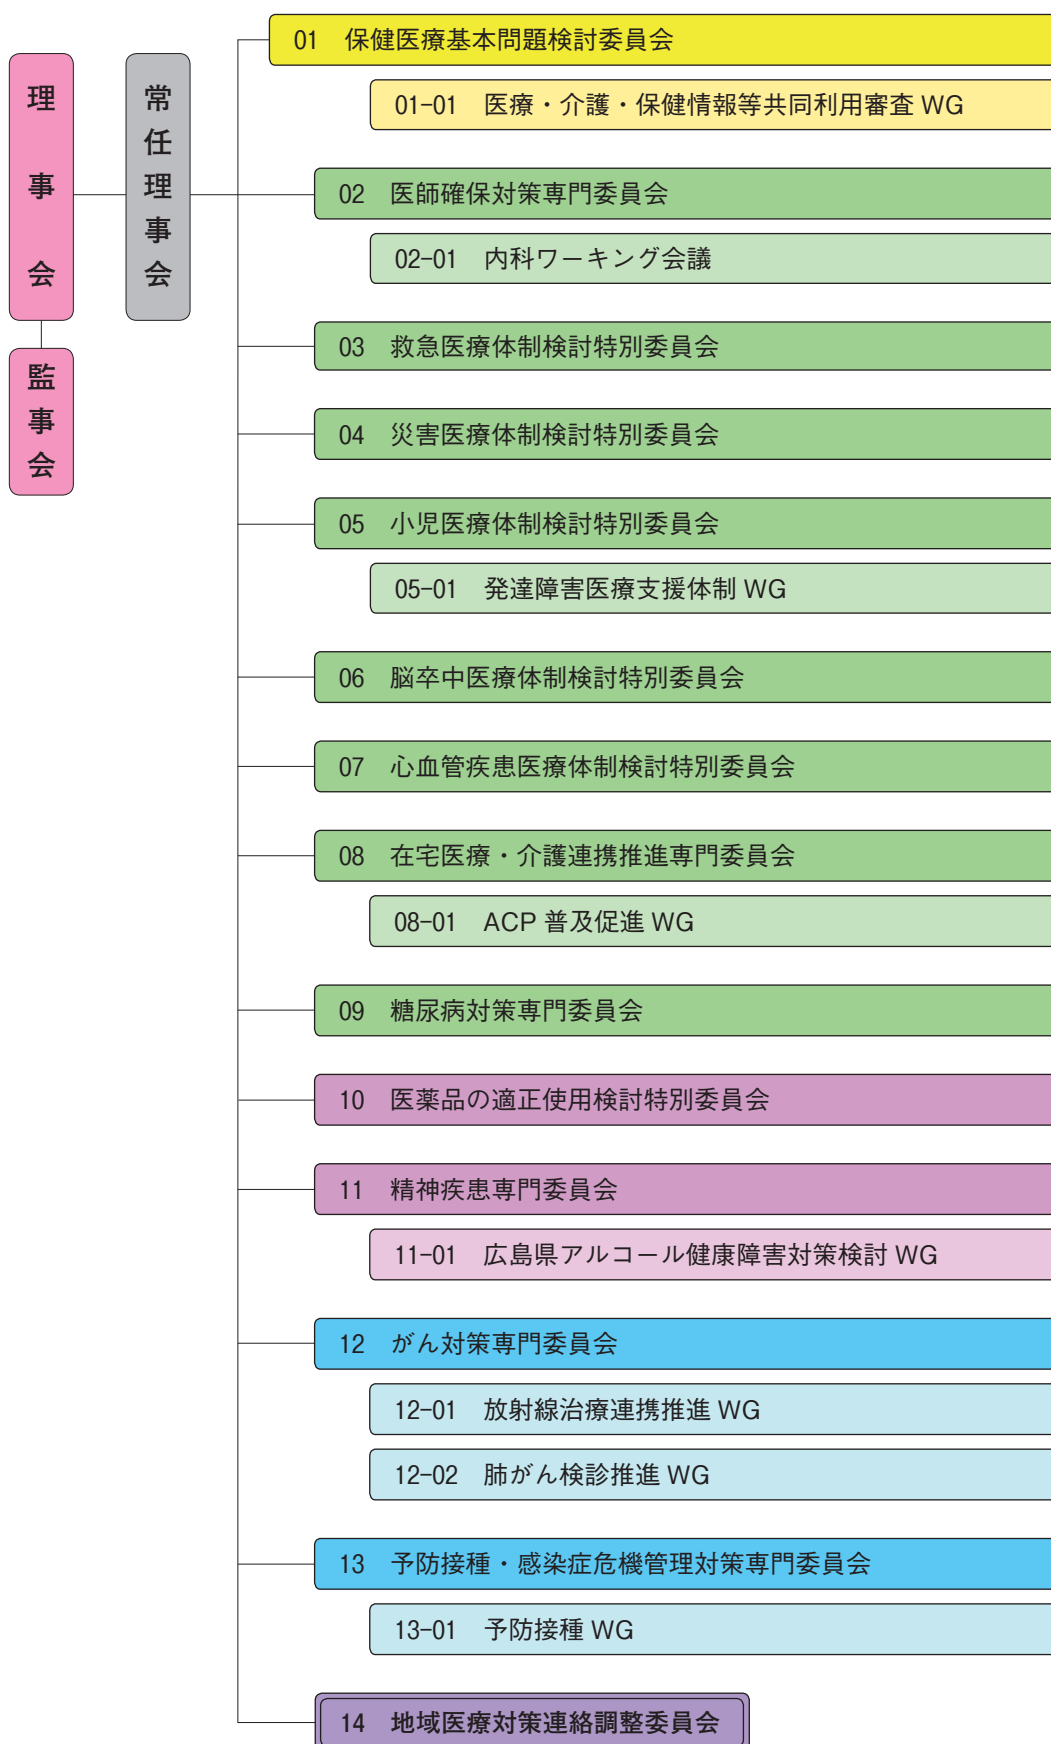 理事会
監事会
常任理事会
01 保健医療基本問題検討委員会
01-01 医療・介護・保健情報等共同利用審査 WG
02 医師確保対策専門委員会
02-01 内科ワーキング会議
03 救急医療体制検討特別委員会
04 災害医療体制検討特別委員会
05 小児医療体制検討特別委員会
05-01 発達障害医療支援体制 WG
06 脳卒中医療体制検討特別委員会
07 心血管疾患医療体制検討特別委員会
08 在宅医療・介護連携推進専門委員会
08-01 ACP 普及促進 WG
09 糖尿病対策専門委員会
10 医薬品の適正使用検討特別委員会
11 精神疾患専門委員会
11-01 広島県アルコール健康障害対策検討 WG
12 がん対策専門委員会
12-01 放射線治療連携推進 WG
12-02 肺がん検診推進 WG
13 予防接種・感染症危機管理対策専門委員会
13-01 予防接種 WG
14 地域医療対策連絡調整委員会